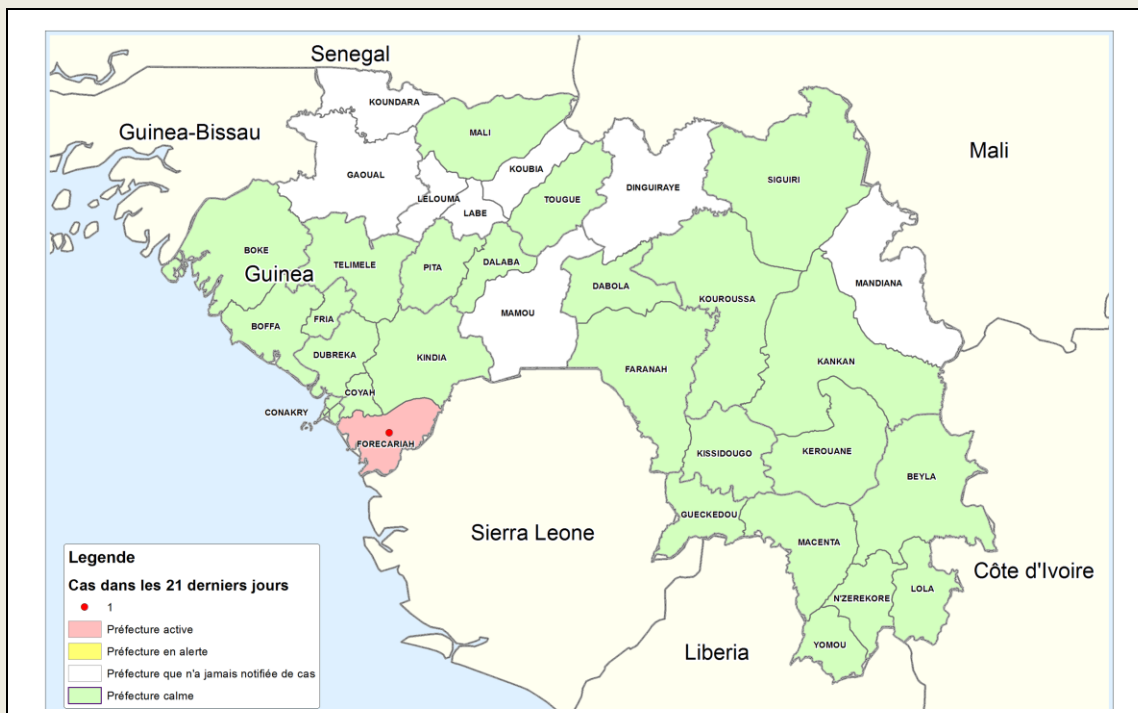 Senegal
KOUNDARA
Guinea-Bissau
MALI
Mali
KOUBIA
GAOUAL
DINGUIRAYE
SIGUIRI
LELOUMA
TOUGUE
LABE
BOKE
TELIMELE
PITA
DALABA
Guinea
MANDIANA
DABOLA
KOUROUSSA
MAMOU
FRIA
BOFFA
DUBREKA
KINDIA
KANKAN
FARANAH
COYAH
CONAKRY
FORECARIAH
KISSIDOUGO
KEROUANE
BEYLA
GUECKEDOU
Sierra Leone
MACENTA
Côte d'Ivoire
N'ZEREKORE
LOLA
YOMOU
Liberia
Legende
Cas dans les 21 derniers jours
1
Préfecture active
Préfecture en alerte
Préfecture que n'a jamais notifiée de cas
Préfecture calme